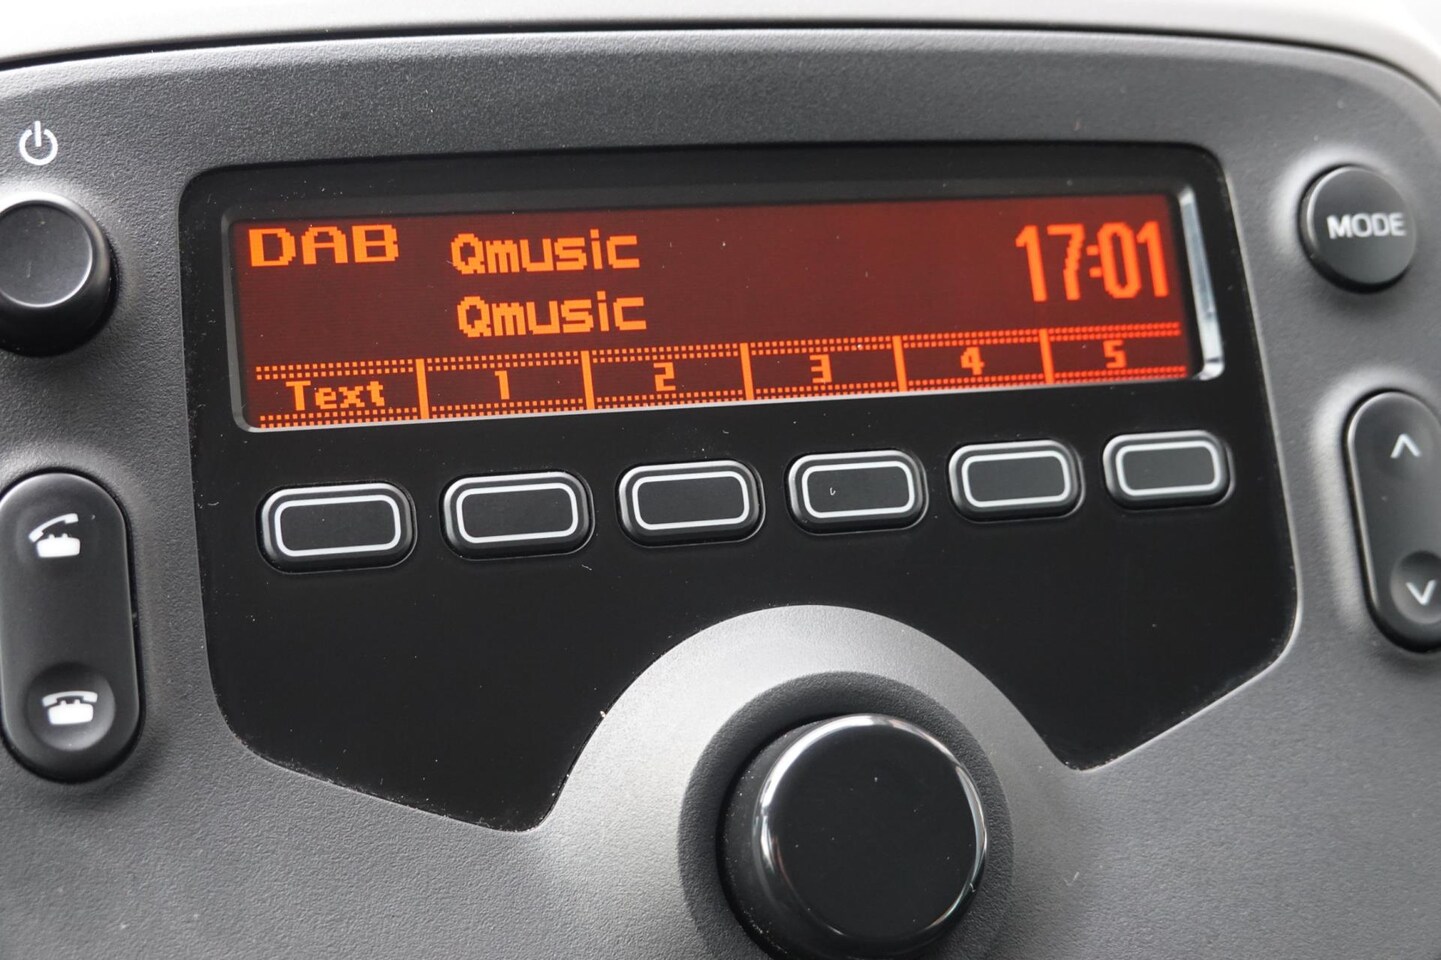 DAB Qmusic 17:01
Qmusic
Text 1 2 3 4 5
MODE